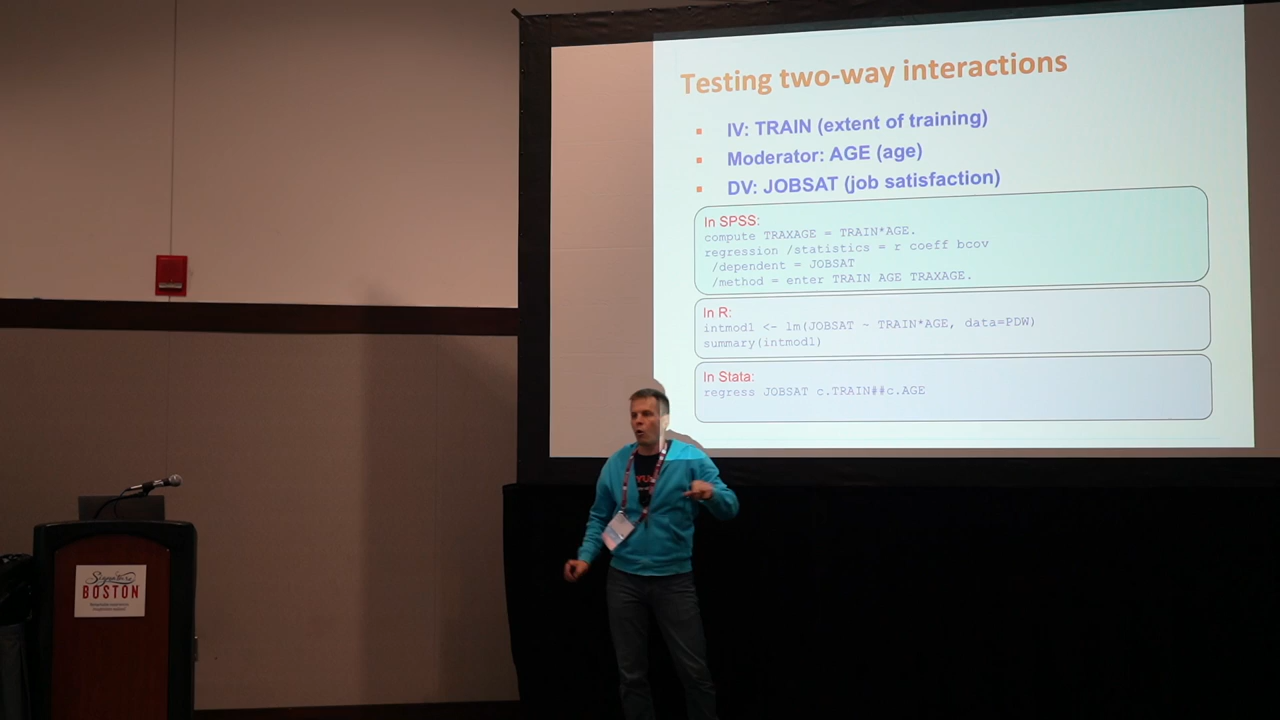 Testing two-way interactions
▪ IV: TRAIN (extent of training)
▪ Moderator: AGE (age)
▪ DV: JOBSAT (job satisfaction)
In SPSS:
compute TRAXAGE = TRAIN*AGE.
regression /statistics = r coeff bcov
/dependent = JOBSAT
/method = enter TRAIN AGE TRAXAGE.
In R:
intmod1 <- lm(JOBSAT ~ TRAIN*AGE, data=PDW)
summary(intmod1)
In Stata:
regress JOBSAT c.TRAIN##c.AGE
Signature
BOSTON